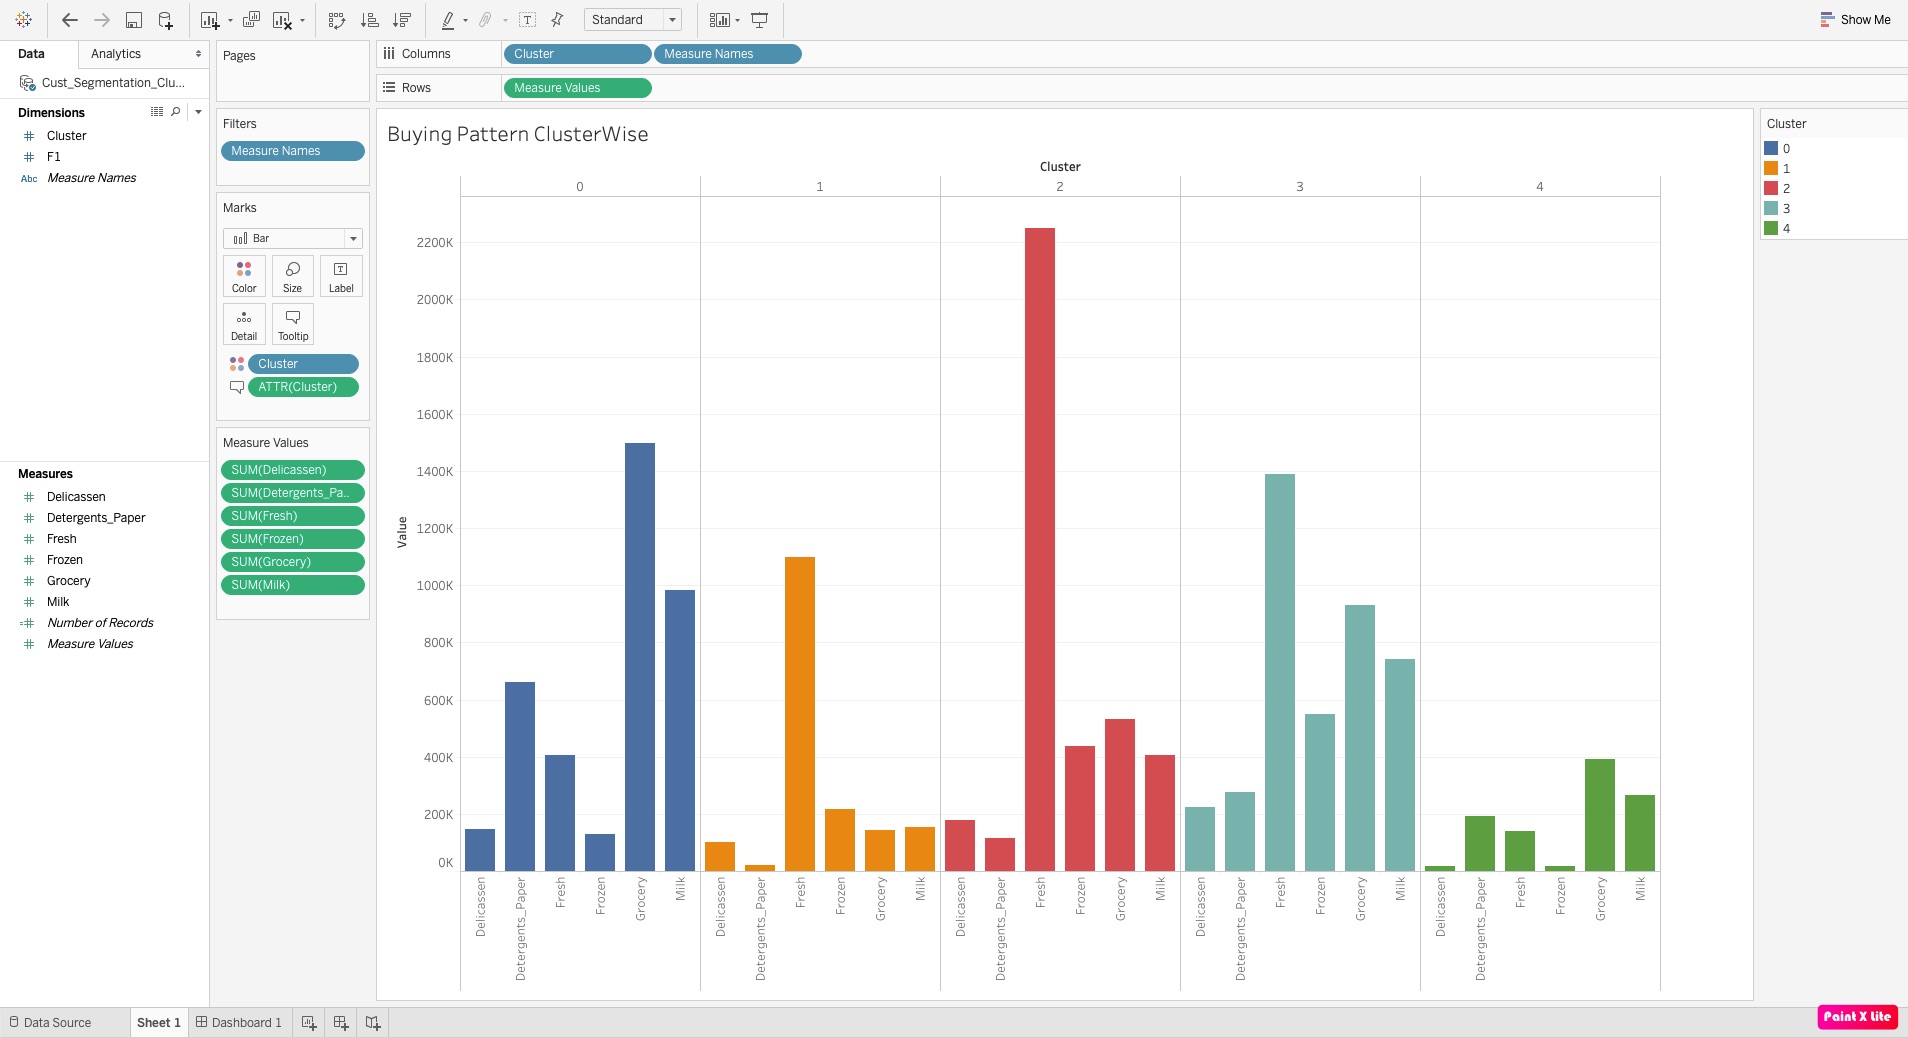 Standard
Show Me
Data
Analytics
Cust_Segmentation_Clu...
Dimensions
Cluster
F1
Abc Measure Names
Measures
Delicassen
Detergents_Paper
Fresh
Frozen
Grocery
Milk
Number of Records
Measure Values
Pages
Filters
Measure Names
Marks
Bar
Color Size Label
Detail Tooltip
Cluster
ATTR(Cluster)
Measure Values
SUM(Delicassen)
SUM(Detergents_Pa..
SUM(Fresh)
SUM(Frozen)
SUM(Grocery)
SUM(Milk)
Columns Cluster Measure Names
Rows Measure Values
Buying Pattern ClusterWise
Cluster
0 1 2 3 4
Value
2200K
2000K
1800K
1600K
1400K
1200K
1000K
800K
600K
400K
200K
0K
Delicassen Detergents_Paper Fresh Frozen Grocery Milk Delicassen Detergents_Paper Fresh Frozen Grocery Milk Delicassen Detergents_Paper Fresh Frozen Grocery Milk Delicassen Detergents_Paper Fresh Frozen Grocery Milk Delicassen Detergents_Paper Fresh Frozen Grocery Milk
Cluster
0
1
2
3
4
Data Source Sheet 1 Dashboard 1
Paint X Lite